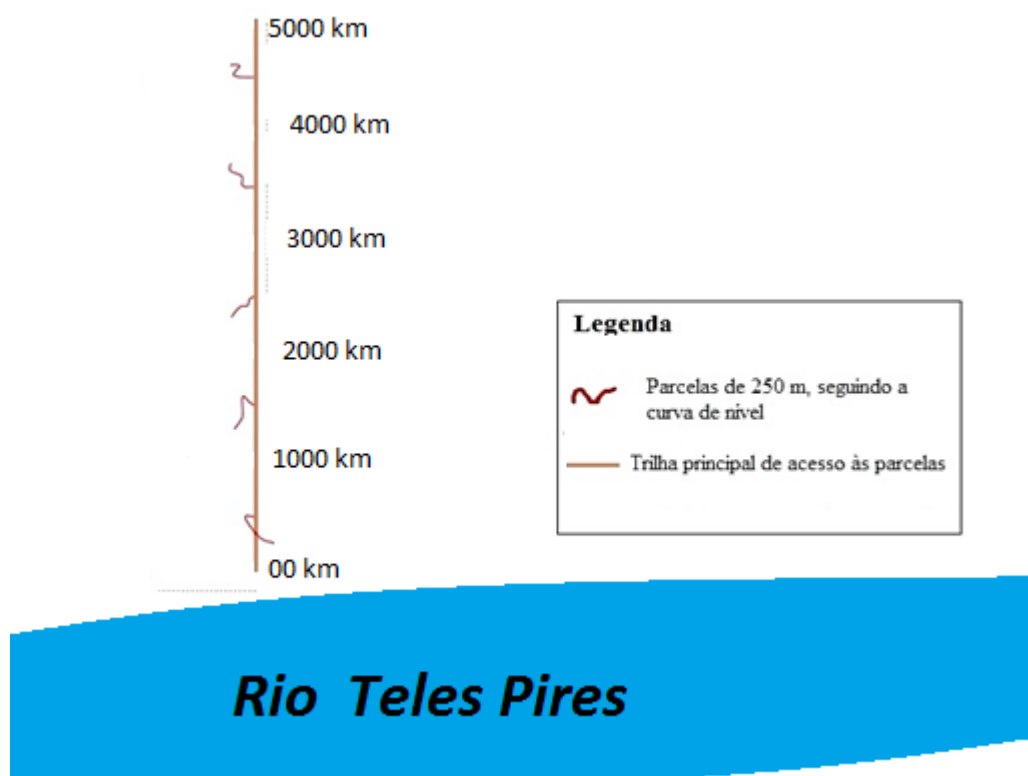 5000 km
4000 km
3000 km
2000 km
1000 km
00 km
Legenda
Parcelas de 250 m, seguindo a
curva de nivel
Trilha principal de acesso às parcelas
Rio Teles Pires